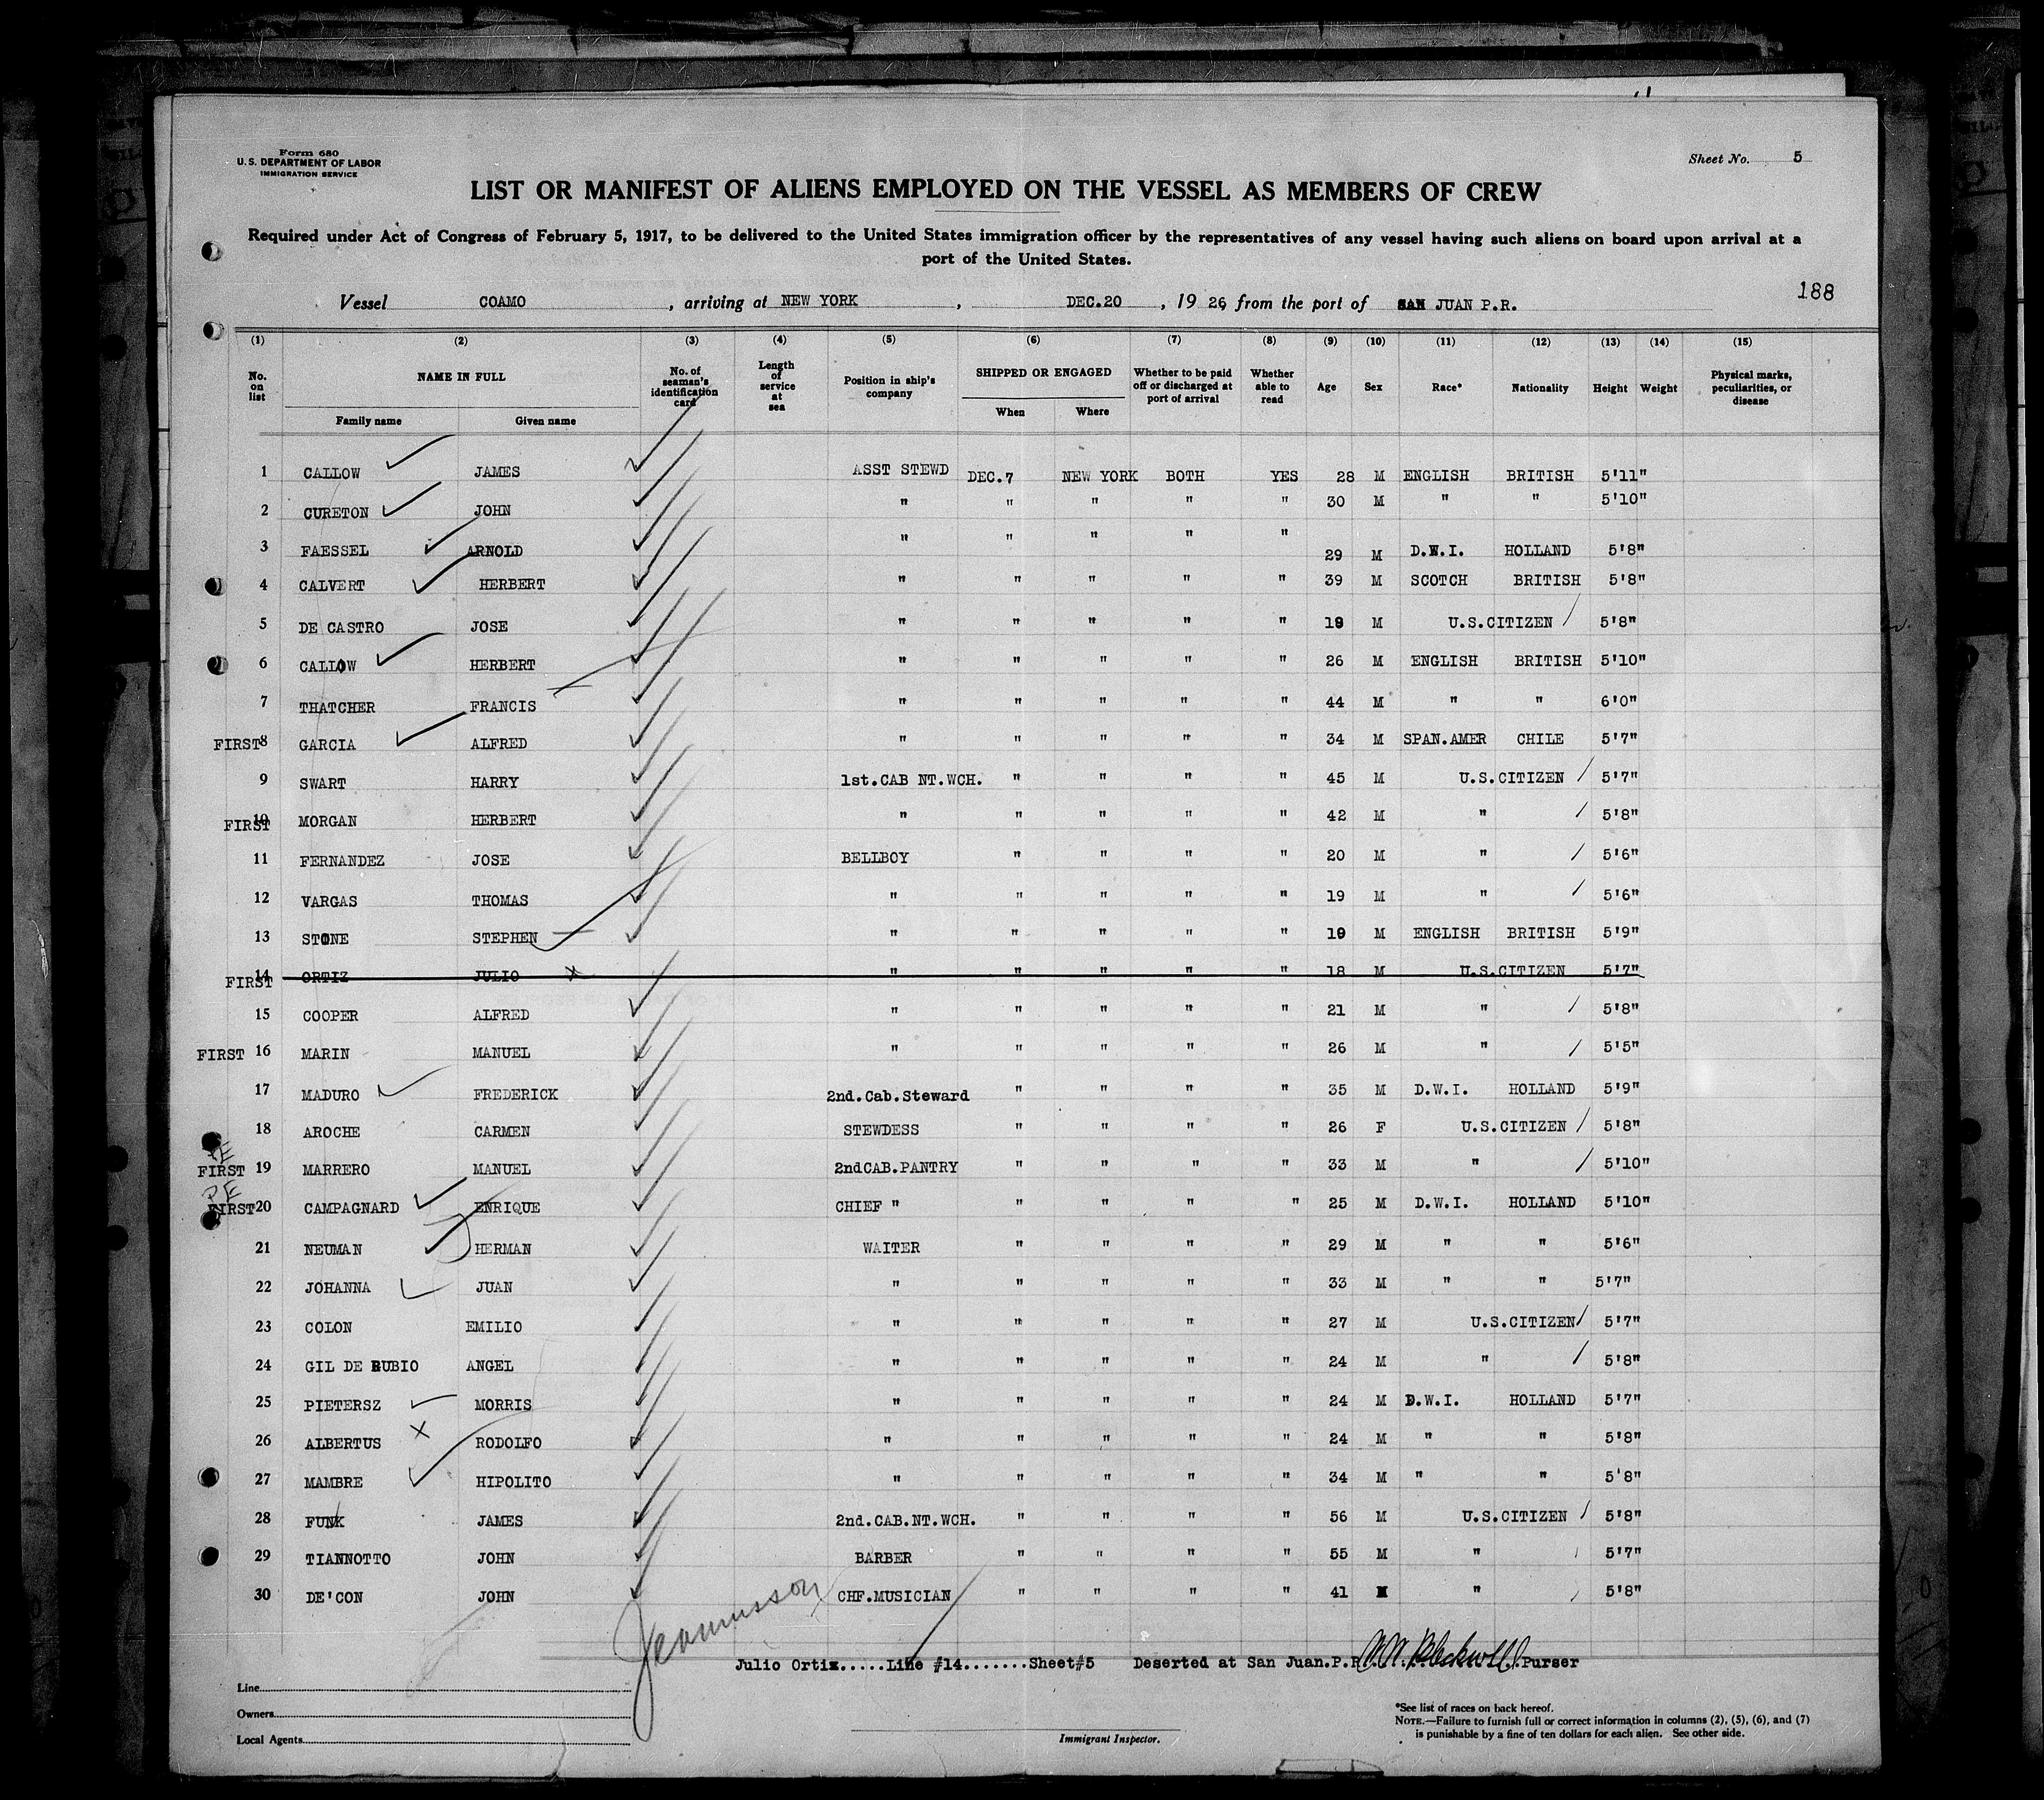 Form 680
U.S. DEPARTMENT OF LABOR
IMMIGRATION SERVICE
Sheet No. 5
LIST OR MANIFEST OF ALIENS EMPLOYED ON THE VESSEL AS MEMBERS OF CREW
Required under Act of Congress of February 5, 1917, to be delivered to the United States immigration officer by the representatives of any vessel having such aliens on board upon arrival at a
port of the United States.
188
Vessel COAMO, arriving at NEW YORK, DEC.20, 1926, from the port of SAN JUAN P.R.
(1) (2) (3) (4) (5) (6) (7) (8) (9) (10) (11) (12) (13) (14) (15)
No. on list NAME IN FULL Family name Given name No. of seaman's identification card Length of service at sea Position in ship's company SHIPPED OR ENGAGED When Where Whether to be paid off or discharged at port of arrival Whether able to read Age Sex Race* Nationality Height Weight Physical marks, peculiarities, or disease
1 CALLOW JAMES ASST STEWD DEC.7 NEW YORK BOTH YES 28 M ENGLISH BRITISH 5'11"
2 CURETON JOHN " " " " " 30 M " " 5'10"
3 FAESSEL ARNOLD " " " " " 29 M D.W.I. HOLLAND 5'8"
4 CALVERT HERBERT " " " " " 39 M SCOTCH BRITISH 5'8"
5 DE CASTRO JOSE " " " " " 19 M U.S.CITIZEN 5'8"
6 CALLOW HERBERT " " " " " 26 M ENGLISH BRITISH 5'10"
7 THATCHER FRANCIS " " " " " 44 M " " 6'0"
FIRST 8 GARCIA ALFRED " " " " " 34 M SPAN.AMER CHILE 5'7"
9 SWART HARRY 1st.CAB NT.WCH. " " " " 45 M U.S.CITIZEN 5'7"
FIRST 10 MORGAN HERBERT " " " " " 42 M " 5'8"
11 FERNANDEZ JOSE BELLBOY " " " " 20 M " 5'6"
12 VARGAS THOMAS " " " " " 19 M " 5'6"
13 STONE STEPHEN " " " " " 19 M ENGLISH BRITISH 5'9"
FIRST 14 ORTIZ JULIO x " " " " " 18 M U.S.CITIZEN 5'7"
15 COOPER ALFRED " " " " " 21 M " 5'8"
FIRST 16 MARIN MANUEL " " " " " 26 M " 5'5"
17 MADURO FREDERICK 2nd.Cab.Steward " " " " 35 M D.W.I. HOLLAND 5'9"
18 AROCHE CARMEN STEWDESS " " " " 26 F U.S.CITIZEN 5'8"
FIRST 19 MARRERO MANUEL 2ndCAB.PANTRY " " " " 33 M " 5'10"
PE
FIRST 20 CAMPAGNARD ENRIQUE CHIEF " " " " " 25 M D.W.I. HOLLAND 5'10"
21 NEUMAN HERMAN WAITER " " " " 29 M " " 5'6"
22 JOHANNA JUAN " " " " " 33 M " " 5'7"
23 COLON EMILIO " " " " " 27 M U.S.CITIZEN 5'7"
24 GIL DE RUBIO ANGEL " " " " " 24 M " 5'8"
25 PIETERSZ MORRIS " " " " " 24 M D.W.I. HOLLAND 5'7"
26 ALBERTUS x RODOLFO " " " " " 24 M " " 5'8"
27 MAMBRE HIPOLITO " " " " " 34 M " " 5'8"
28 FUNK JAMES 2nd.CAB.NT.WCH. " " " " 56 M U.S.CITIZEN 5'8"
29 TIANNOTTO JOHN BARBER " " " " 55 M " 5'7"
30 DE'CON JOHN CHF.MUSICIAN " " " " 41 M " 5'8"
Julio Ortiz.....Line #14.......Sheet#5 Deserted at San Juan.P.R. Blackwell Purser
Line
Owners
Local Agents
Immigrant Inspector.
*See list of races on back hereof.
NOTE.—Failure to furnish full or correct information in columns (2), (5), (6), and (7)
is punishable by a fine of ten dollars for each alien. See other side.